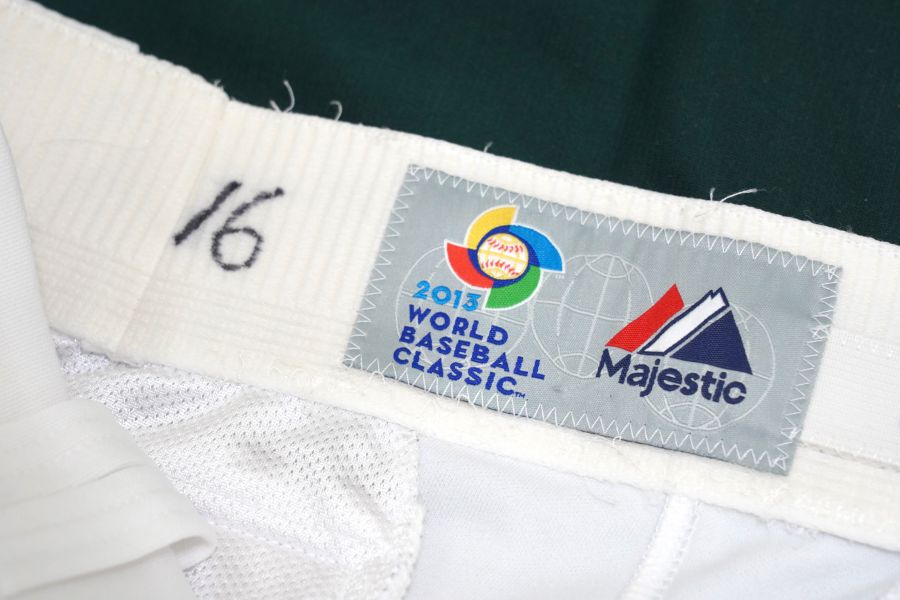 16
2013
WORLD
BASEBALL
CLASSIC™
Majestic